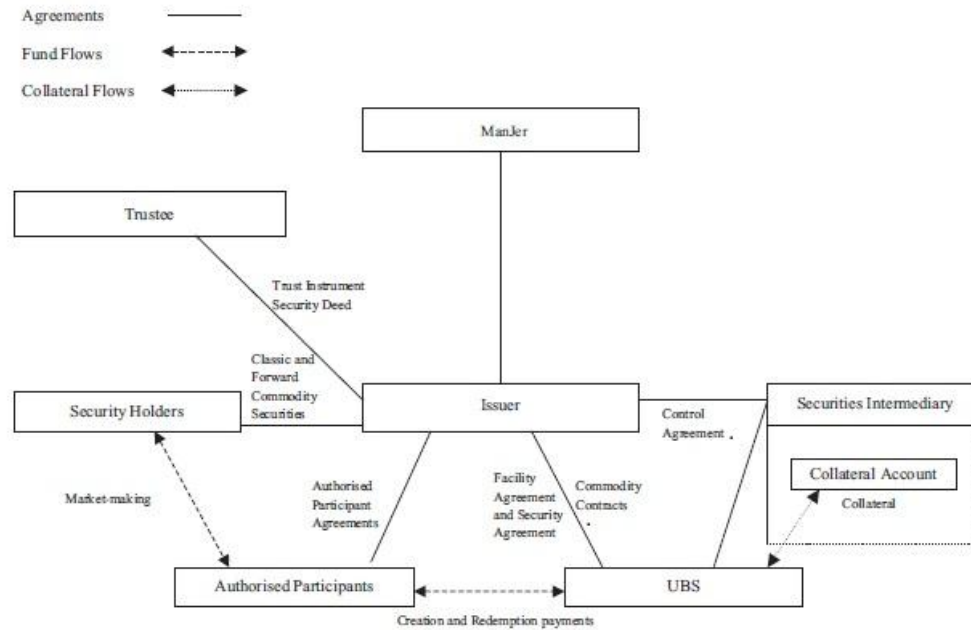 Agreements
Fund Flows
Collateral Flows
ManJer
Trustee
Trust Instrument
Security Deed
Classic and
Forward
Commodity
Securities
Security Holders
Issuer
Securities Intermediary
Control
Agreement
Collateral Account
Collateral
Market-making
Authorised
Participant
Agreements
Facility
Agreement
and Security
Agreement
Commodity
Contracts
Authorised Participants
UBS
Creation and Redemption payments